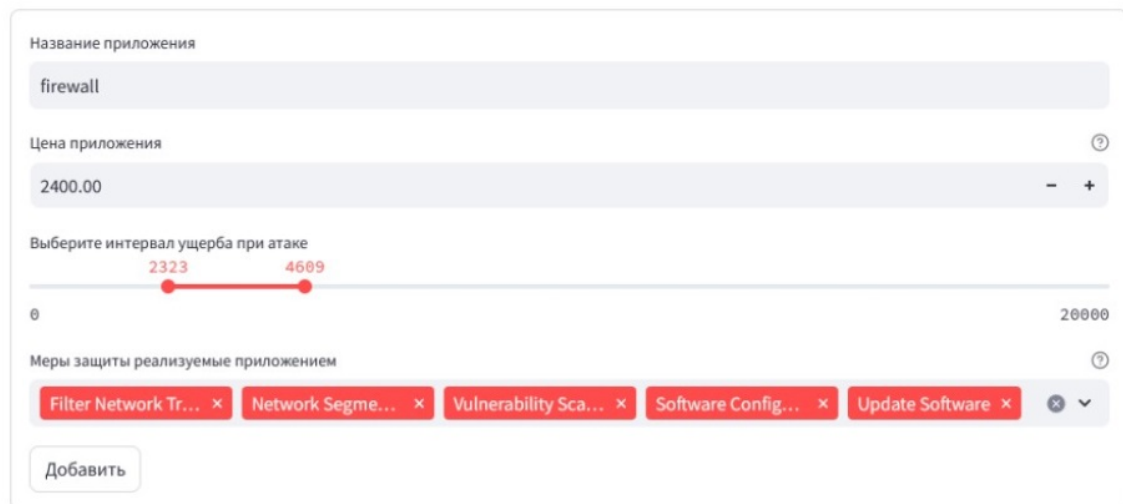 Название приложения
firewall
Цена приложения
2400.00
Выберите интервал ущерба при атаке
2323 4609
0 20000
Меры защиты реализуемые приложением
Filter Network Tr... × Network Segme... × Vulnerability Sca... × Software Config... × Update Software ×
Добавить